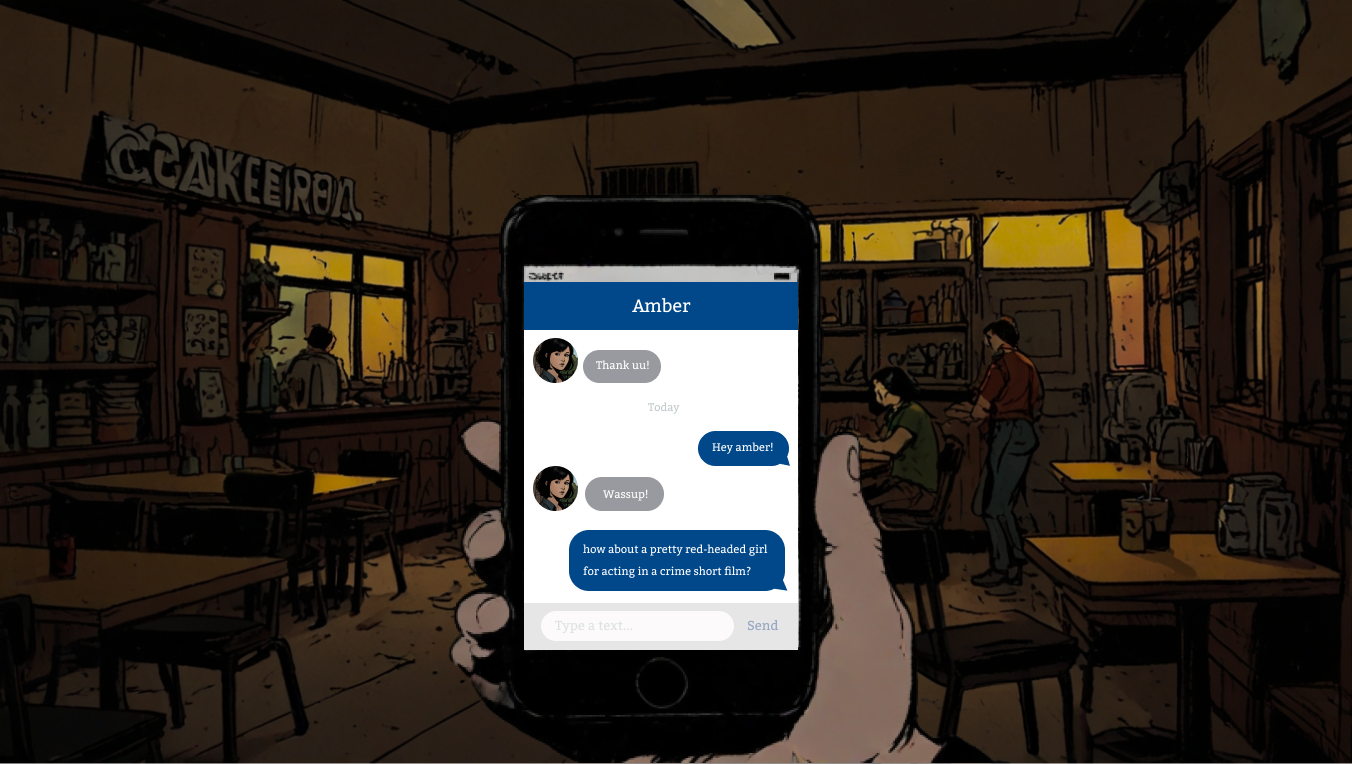 Amber
Thank uu!
Today
Hey amber!
Wassup!
how about a pretty red-headed girl
for acting in a crime short film?
Type a text...
Send